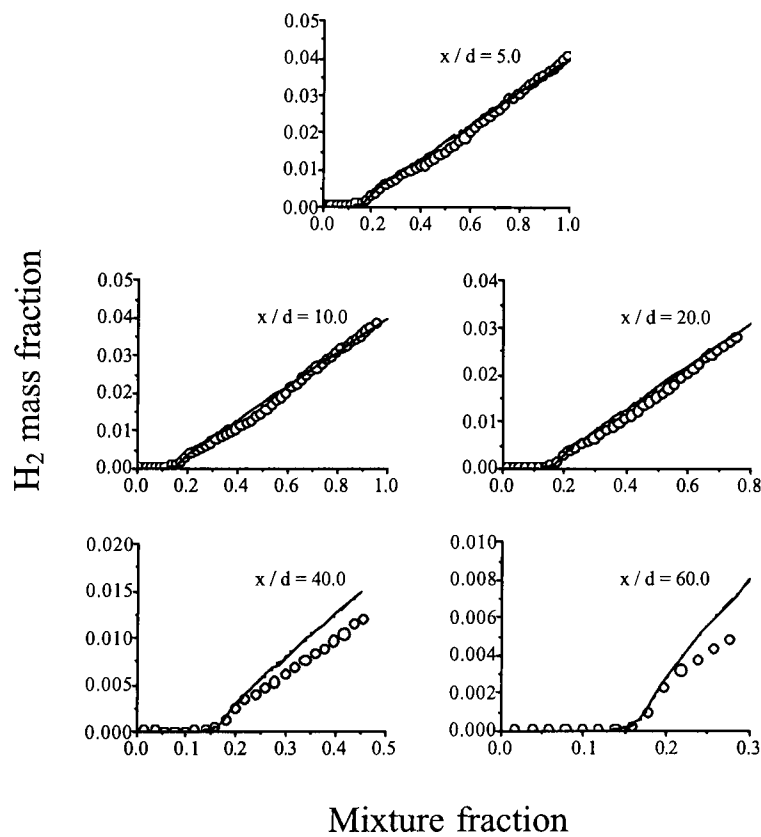 0.05
0.04
0.03
0.02
0.01
0.00
x / d = 5.0
0.0 0.2 0.4 0.6 0.8 1.0
H2 mass fraction
0.05
0.04
0.03
0.02
0.01
0.00
x / d = 10.0
0.0 0.2 0.4 0.6 0.8 1.0
0.04
0.03
0.02
0.01
0.00
x / d = 20.0
0.0 0.2 0.4 0.6 0.8
0.020
0.015
0.010
0.005
0.000
x / d = 40.0
0.0 0.1 0.2 0.3 0.4 0.5
0.010
0.008
0.006
0.004
0.002
0.000
x / d = 60.0
0.0 0.1 0.2 0.3
Mixture fraction